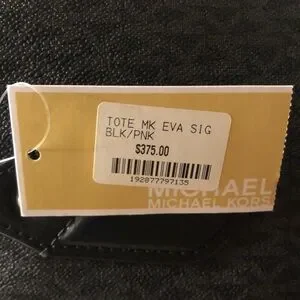 TOTE MK EVA SIG
BLK/PNK
$375.00
192877797135
MICHAEL
MICHAEL KORS